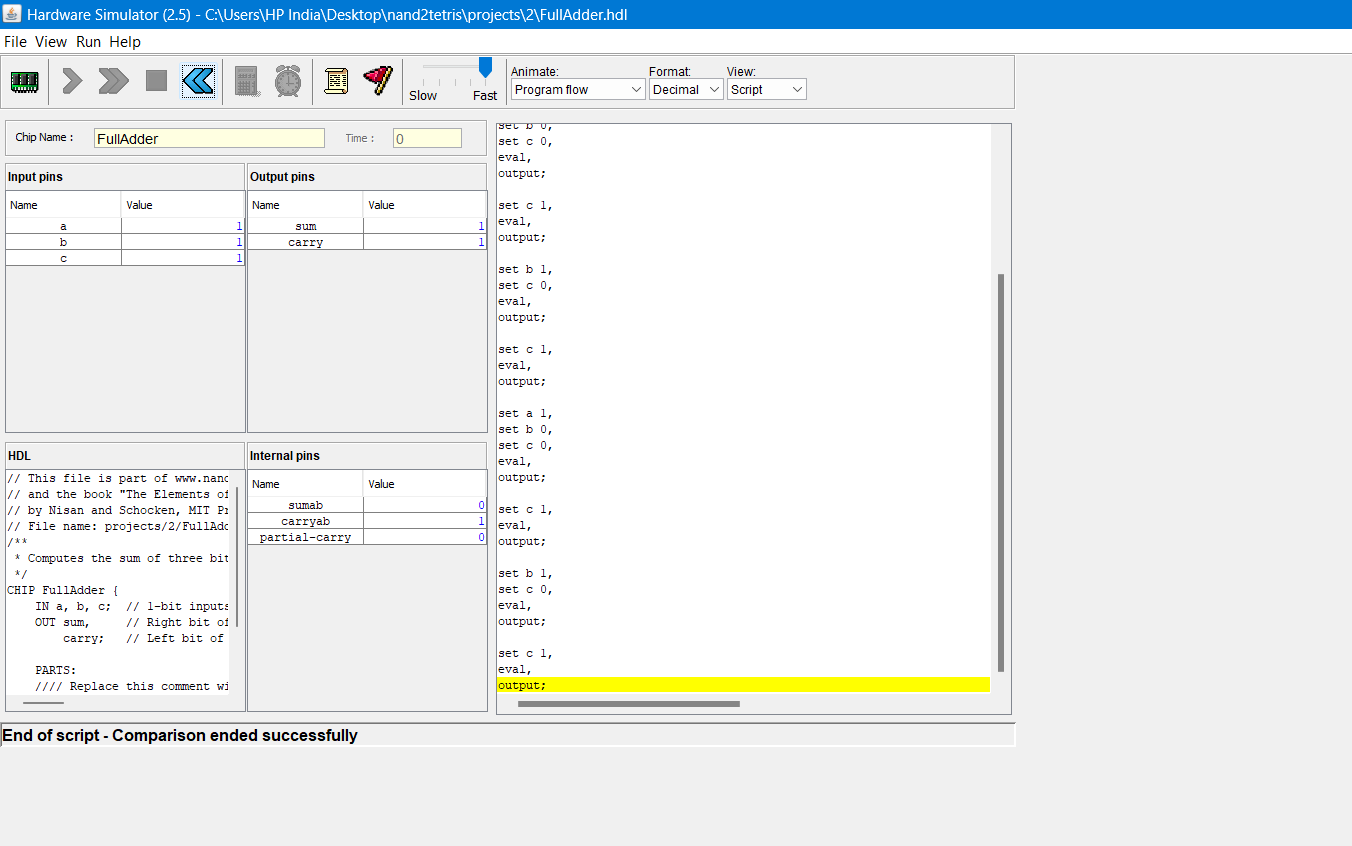 Hardware Simulator (2.5) - C:\Users\HP India\Desktop\nand2tetris\projects\2\FullAdder.hdl
File View Run Help
Slow Fast
Animate: Format: View:
Program flow Decimal Script
Chip Name : FullAdder Time : 0
Input pins
Name Value
a 1
b 1
c 1
Output pins
Name Value
sum 1
carry 1
HDL
// This file is part of www.nand
// and the book "The Elements of
// by Nisan and Schocken, MIT Pr
// File name: projects/2/FullAdd
/**
* Computes the sum of three bit
*/
CHIP FullAdder {
IN a, b, c; // 1-bit inputs
OUT sum, // Right bit of
carry; // Left bit of
PARTS:
//// Replace this comment wi
Internal pins
Name Value
sumab 0
carryab 1
partial-carry 0
set b 0,
set c 0,
eval,
output;
set c 1,
eval,
output;
set b 1,
set c 0,
eval,
output;
set c 1,
eval,
output;
set a 1,
set b 0,
set c 0,
eval,
output;
set c 1,
eval,
output;
set b 1,
set c 0,
eval,
output;
set c 1,
eval,
output;
End of script - Comparison ended successfully